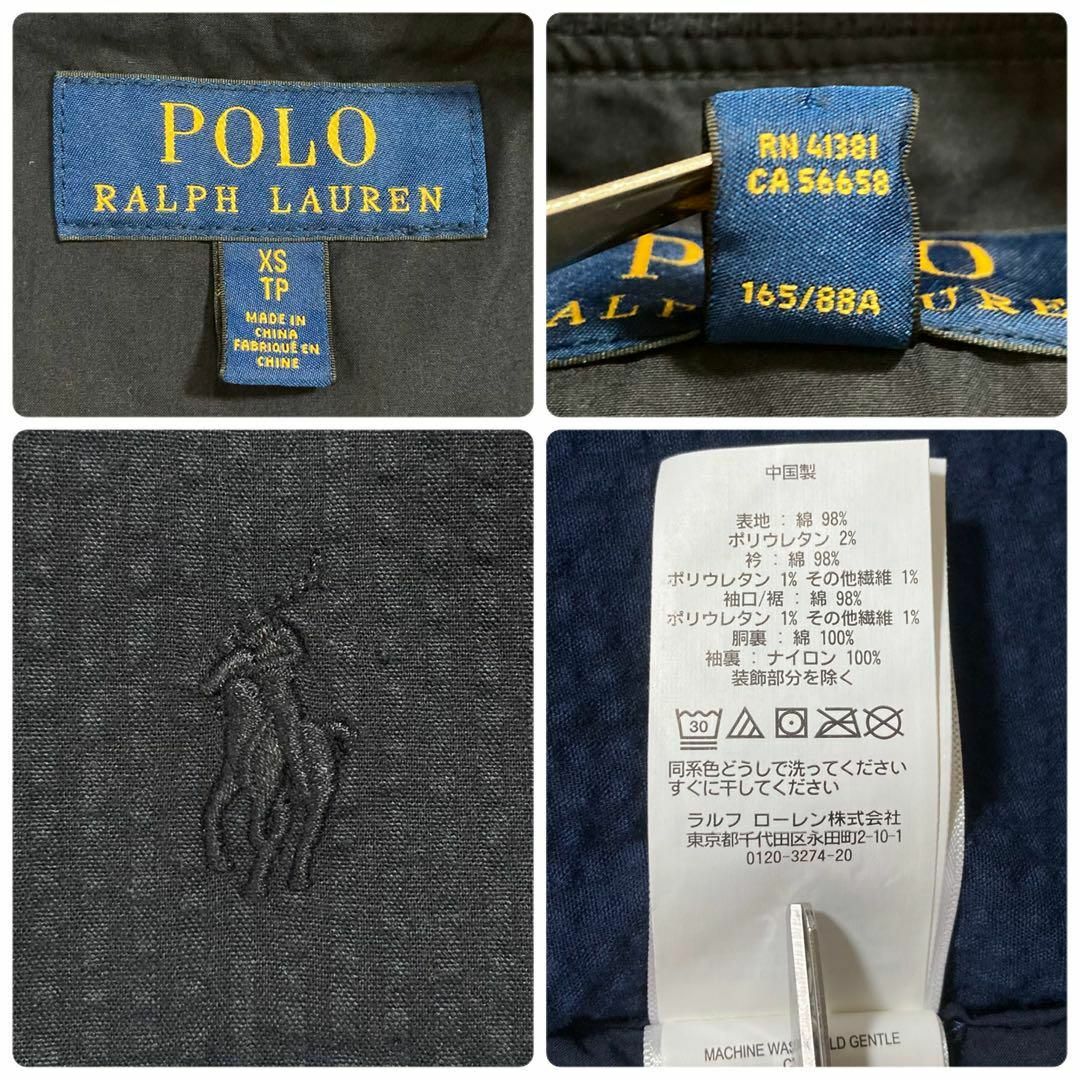 POLO
RALPH LAUREN
XS
TP
MADE IN
CHINA
FABRIQUÉ EN
CHINE
RN 41381
CA 56658
165/88A
中国製
表地 : 綿 98%
ポリウレタン 2%
衿 : 綿 98%
ポリウレタン 1% その他繊維 1%
袖口/裾 : 綿 98%
ポリウレタン 1% その他繊維 1%
胴裏 : 綿 100%
袖裏 : ナイロン 100%
装飾部分を除く
30
同系色どうしで洗ってください
すぐに干してください
ラルフ ローレン株式会社
東京都千代田区永田町2-10-1
0120-3274-20
MACHINE GENTLE